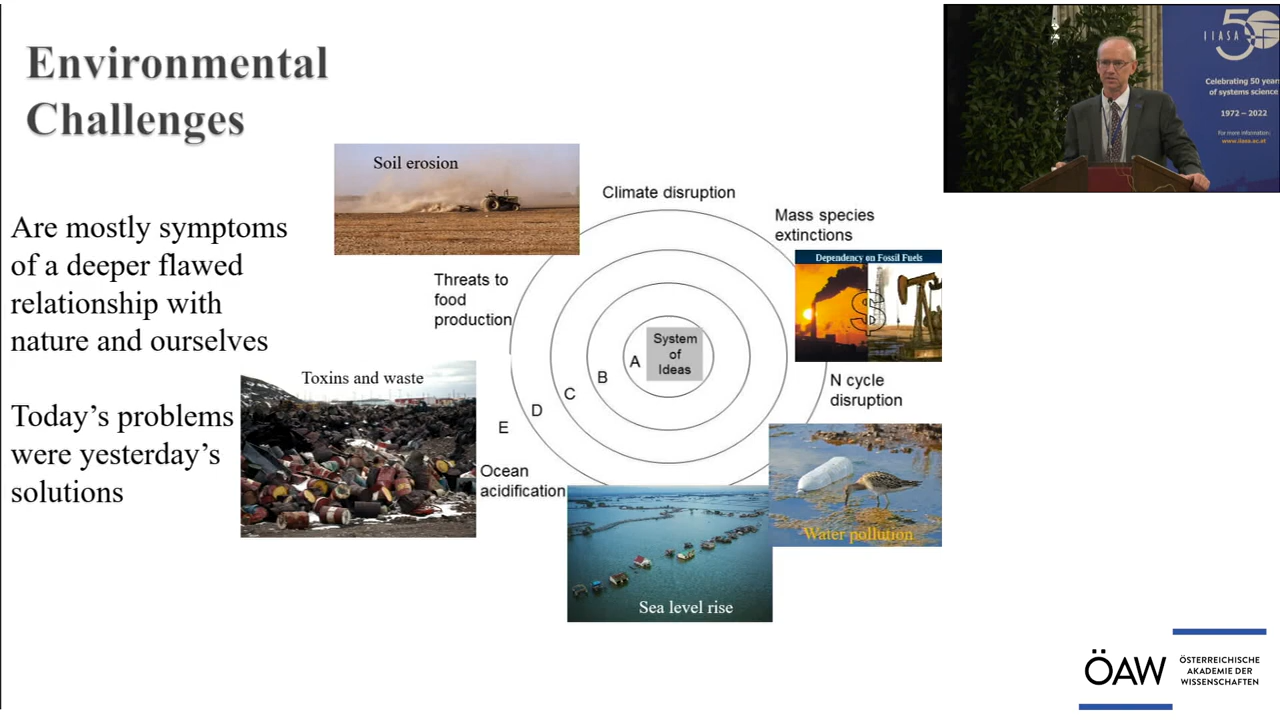 Environmental
Challenges
Are mostly symptoms
of a deeper flawed
relationship with
nature and ourselves
Today's problems
were yesterday's
solutions
Soil erosion
Climate disruption
Mass species
extinctions
Dependency on Fossil Fuels
$
Threats to
food
production
System
of
Ideas
A
B
C
D
E
N cycle
disruption
Toxins and waste
Ocean
acidification
Water pollution
Sea level rise
50
IIASA
Celebrating 50 year
of systems science
1972 – 2022
For more information:
www.iiasa.ac.at
ÖAW
ÖSTERREICHISCHE
AKADEMIE DER
WISSENSCHAFTEN